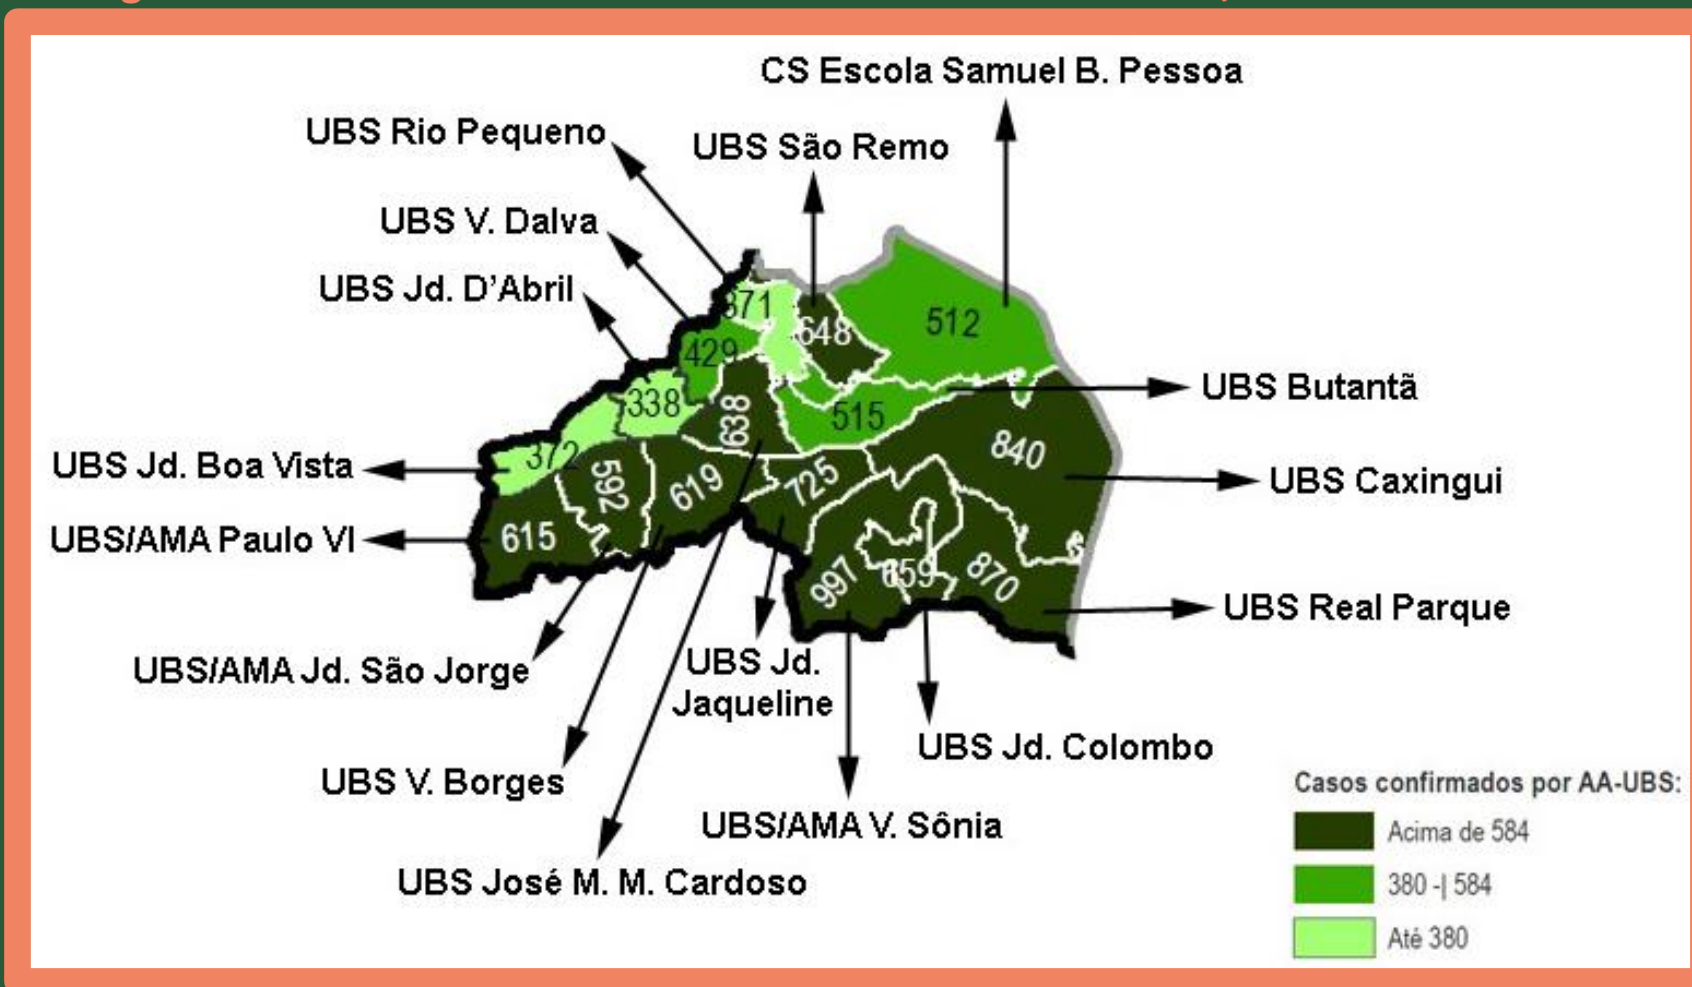 CS Escola Samuel B. Pessoa
UBS Rio Pequeno
UBS São Remo
UBS V. Dalva
UBS Jd. D'Abril
371
648
512
429
UBS Butantã
338
638
515
840
372
UBS Jd. Boa Vista
592
619
725
UBS Caxingui
615
UBS/AMA Paulo VI
997
659
870
UBS Real Parque
UBS/AMA Jd. São Jorge
UBS Jd.
Jaqueline
UBS Jd. Colombo
UBS V. Borges
UBS/AMA V. Sônia
UBS José M. M. Cardoso
Casos confirmados por AA-UBS:
Acima de 584
380 -| 584
Até 380